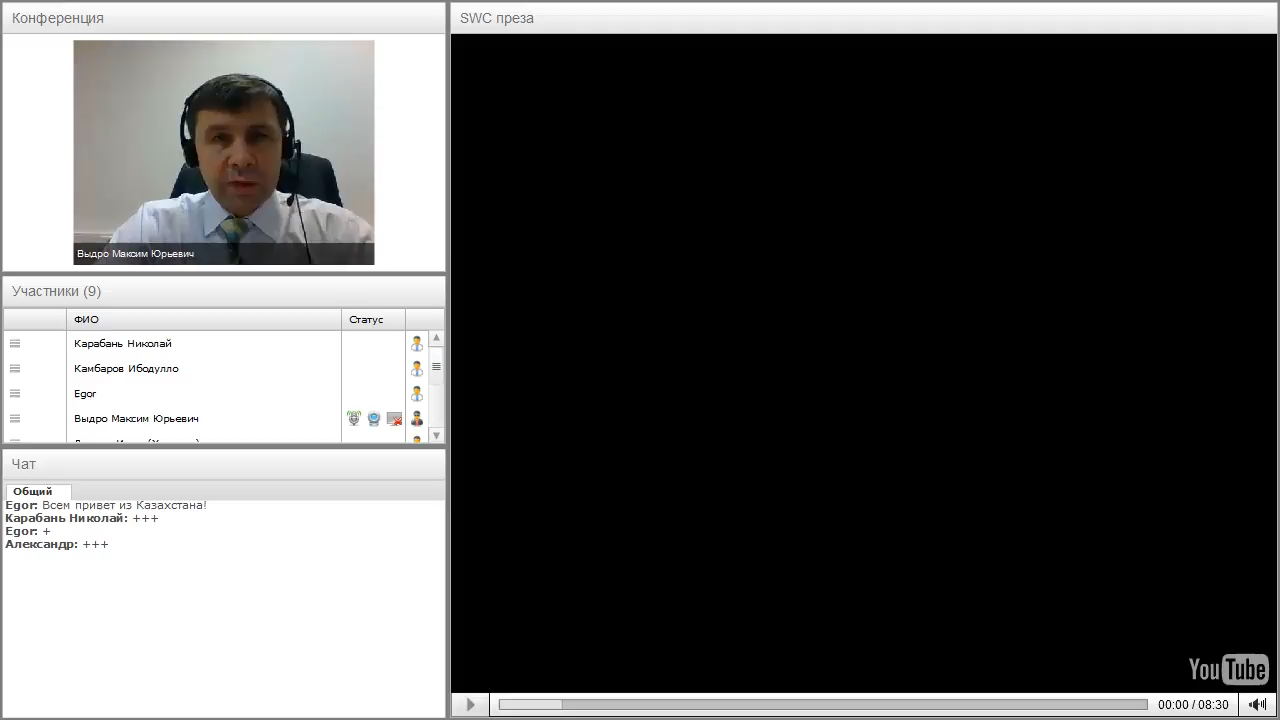 Конференция
Выдро Максим Юрьевич
Участники (9)
ФИО Статус
Карабань Николай
Камбаров Ибодулло
Egor
Выдро Максим Юрьевич
Чат
Общий
Egor: Всем привет из Казахстана!
Карабань Николай: +++
Egor: +
Александр: +++
SWC преза
YouTube
00:00 / 08:30